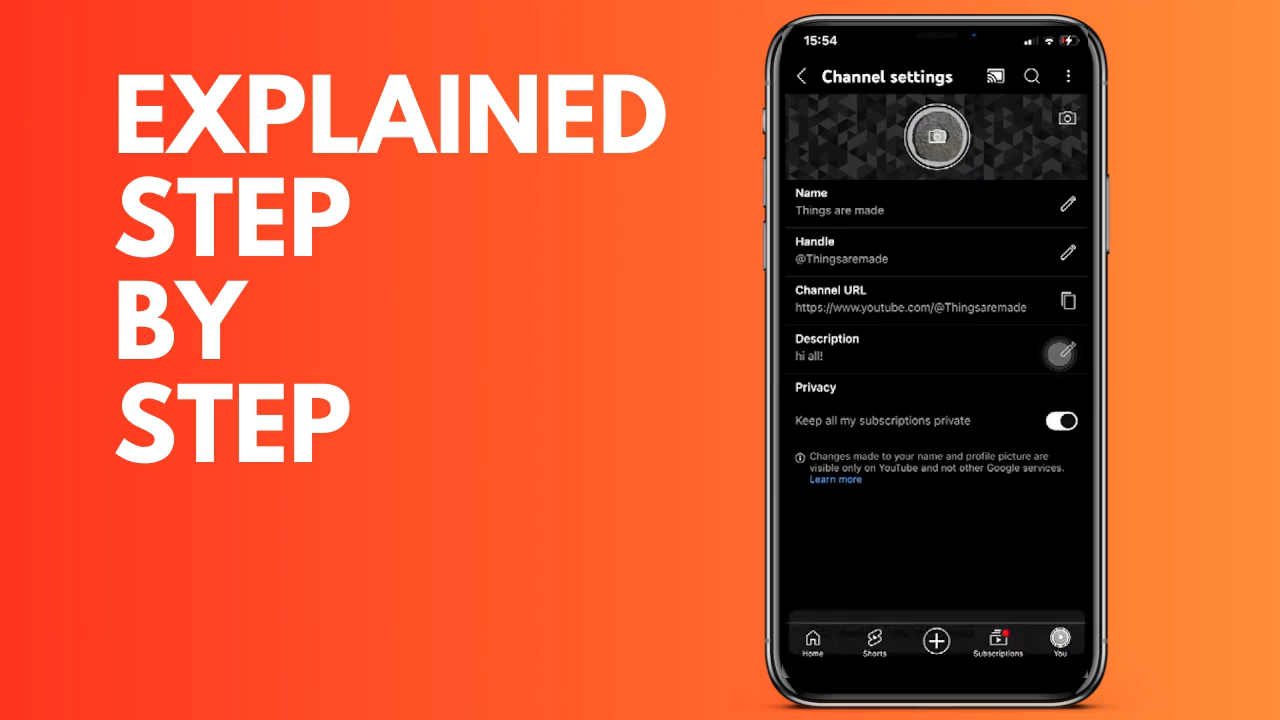 EXPLAINED
STEP
BY
STEP
15:54
Channel settings
Name
Things are made
Handle
@Thingsaremade
Channel URL
https://www.youtube.com/@Thingsaremade
Description
hi all!
Privacy
Keep all my subscriptions private
Changes made to your name and profile picture are
visible only on YouTube and not other Google services.
Learn more
Home
Shorts
Subscriptions
You